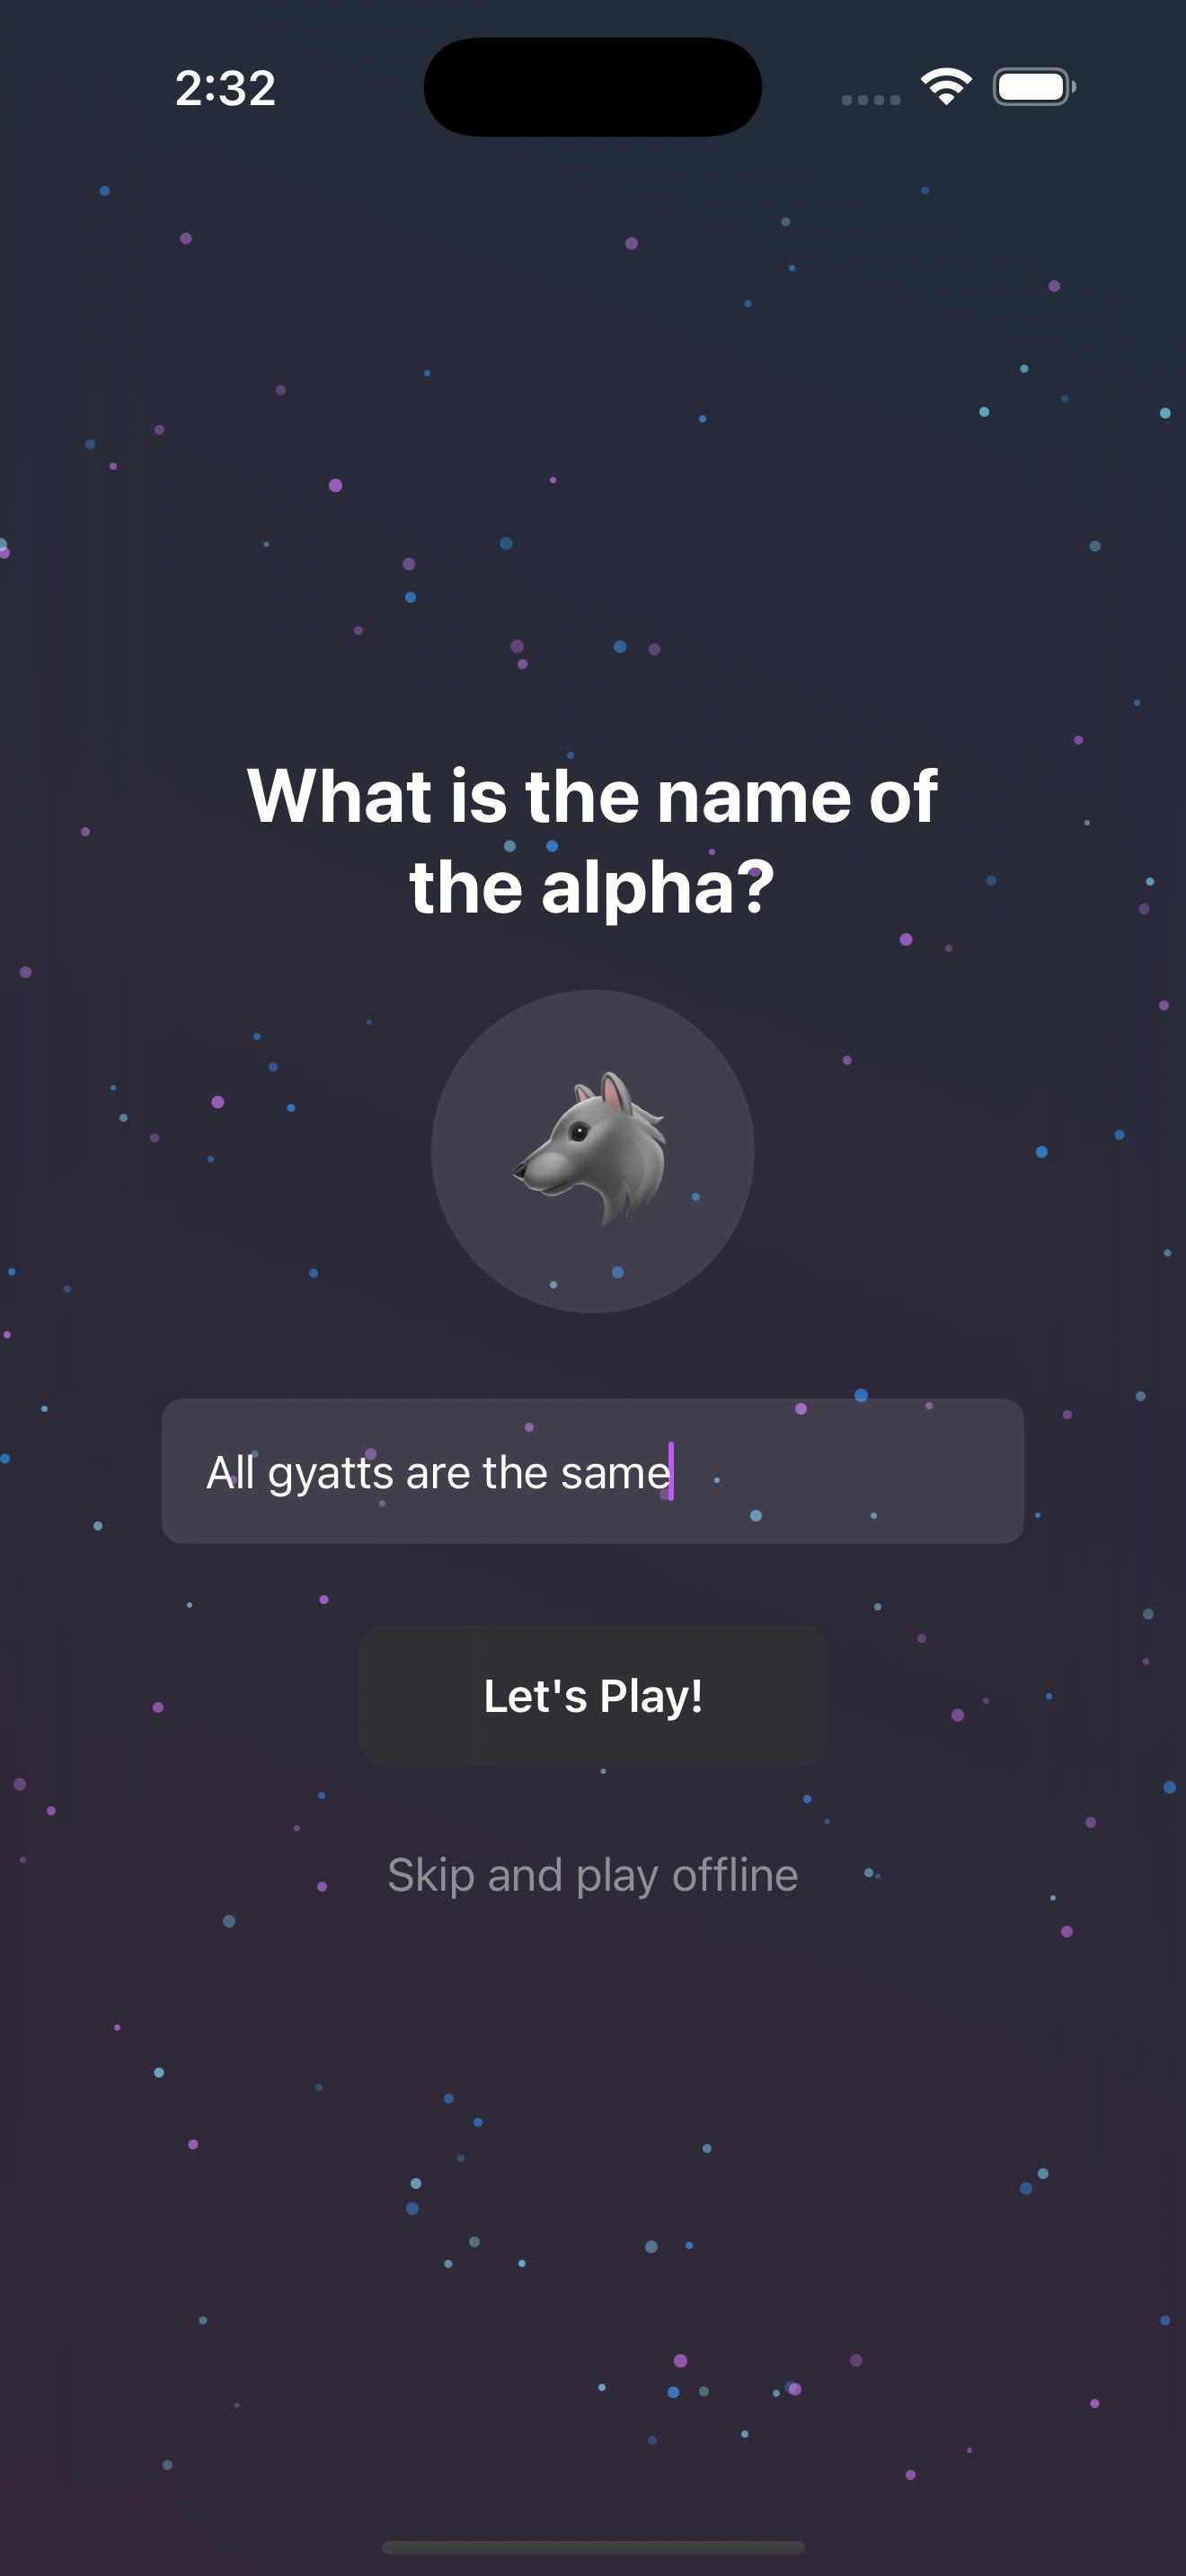 2:32
What is the name of
the alpha?
All gyatts are the same
Let's Play!
Skip and play offline